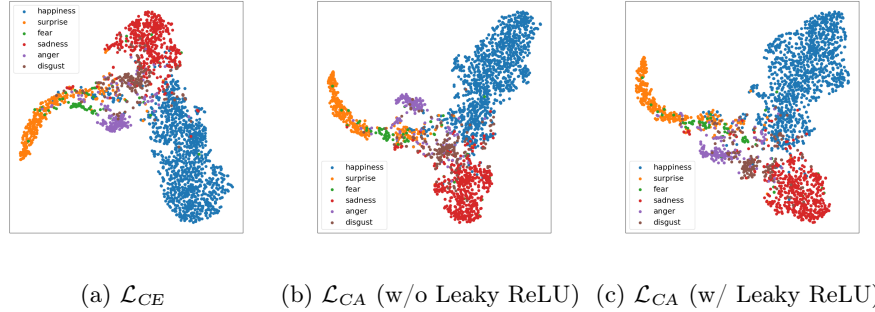 happiness
surprise
fear
sadness
anger
disgust
happiness
surprise
fear
sadness
anger
disgust
happiness
surprise
fear
sadness
anger
disgust
(a) ℒ_CE
(b) ℒ_CA (w/o Leaky ReLU)
(c) ℒ_CA (w/ Leaky ReLU)